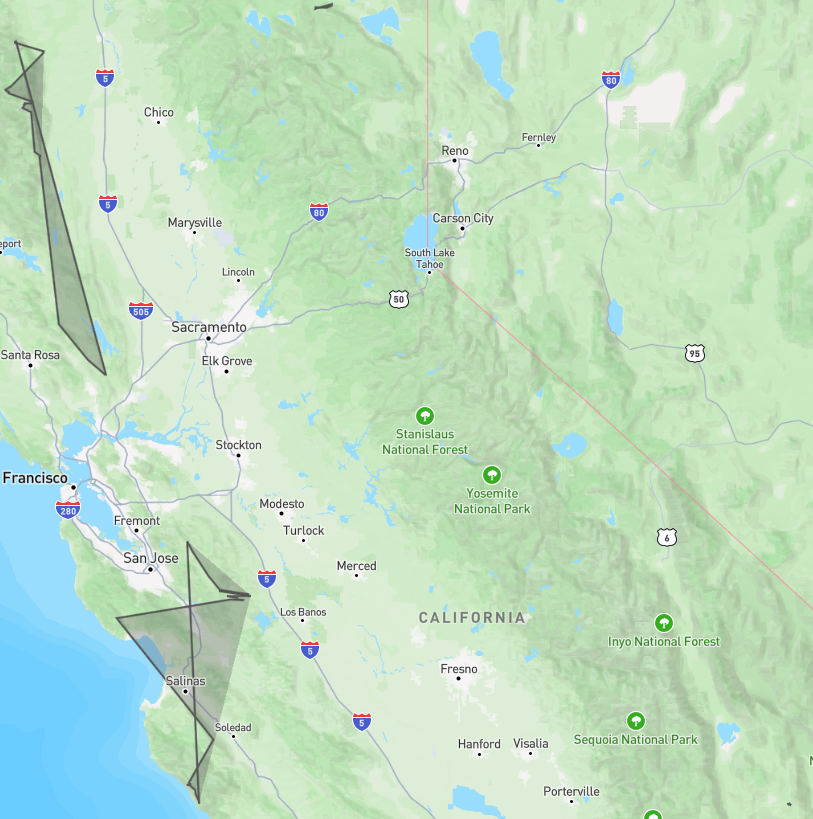 5
80
Chico
Fernley
Reno
5
80
Marysville
Carson City
eport
South Lake
Tahoe
Lincoln
50
505
Sacramento
Santa Rosa
Elk Grove
95
Stanislaus
National Forest
Stockton
Yosemite
National Park
Francisco
280
Modesto
Fremont
Turlock
6
San Jose
Merced
5
Los Banos
CALIFORNIA
Inyo National Forest
5
Fresno
Salinas
Soledad
5
Sequoia National Park
Hanford
Visalia
N
Porterville